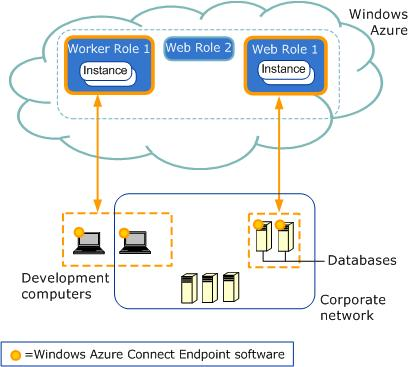 Windows
Azure
Worker Role 1
Instance
Web Role 2
Web Role 1
Instance
Development
computers
Databases
Corporate
network
=Windows Azure Connect Endpoint software